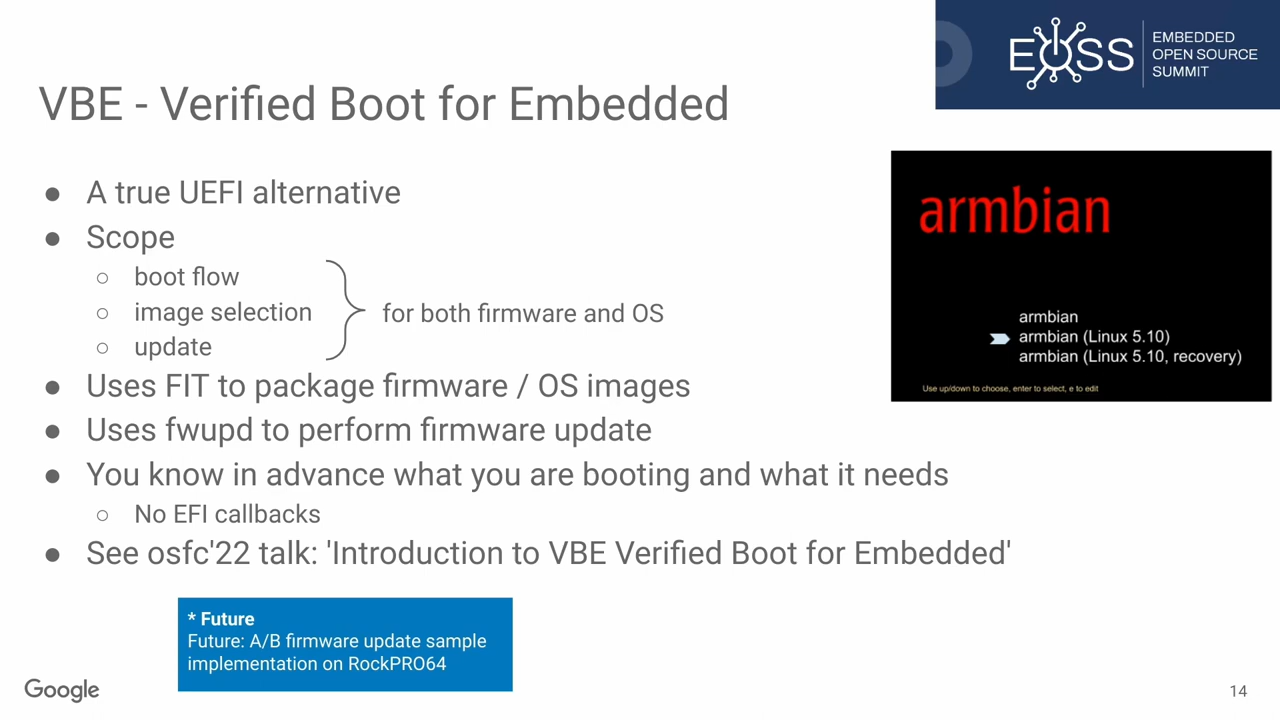 EOSS
EMBEDDED
OPEN SOURCE
SUMMIT
VBE - Verified Boot for Embedded
● A true UEFI alternative
● Scope
○ boot flow
○ image selection
○ update
for both firmware and OS
● Uses FIT to package firmware / OS images
● Uses fwupd to perform firmware update
● You know in advance what you are booting and what it needs
○ No EFI callbacks
● See osfc'22 talk: 'Introduction to VBE Verified Boot for Embedded'
armbian
armbian
armbian (Linux 5.10)
armbian (Linux 5.10, recovery)
Use up/down to choose, enter to select, e to edit
* Future
Future: A/B firmware update sample
implementation on RockPRO64
Google
14